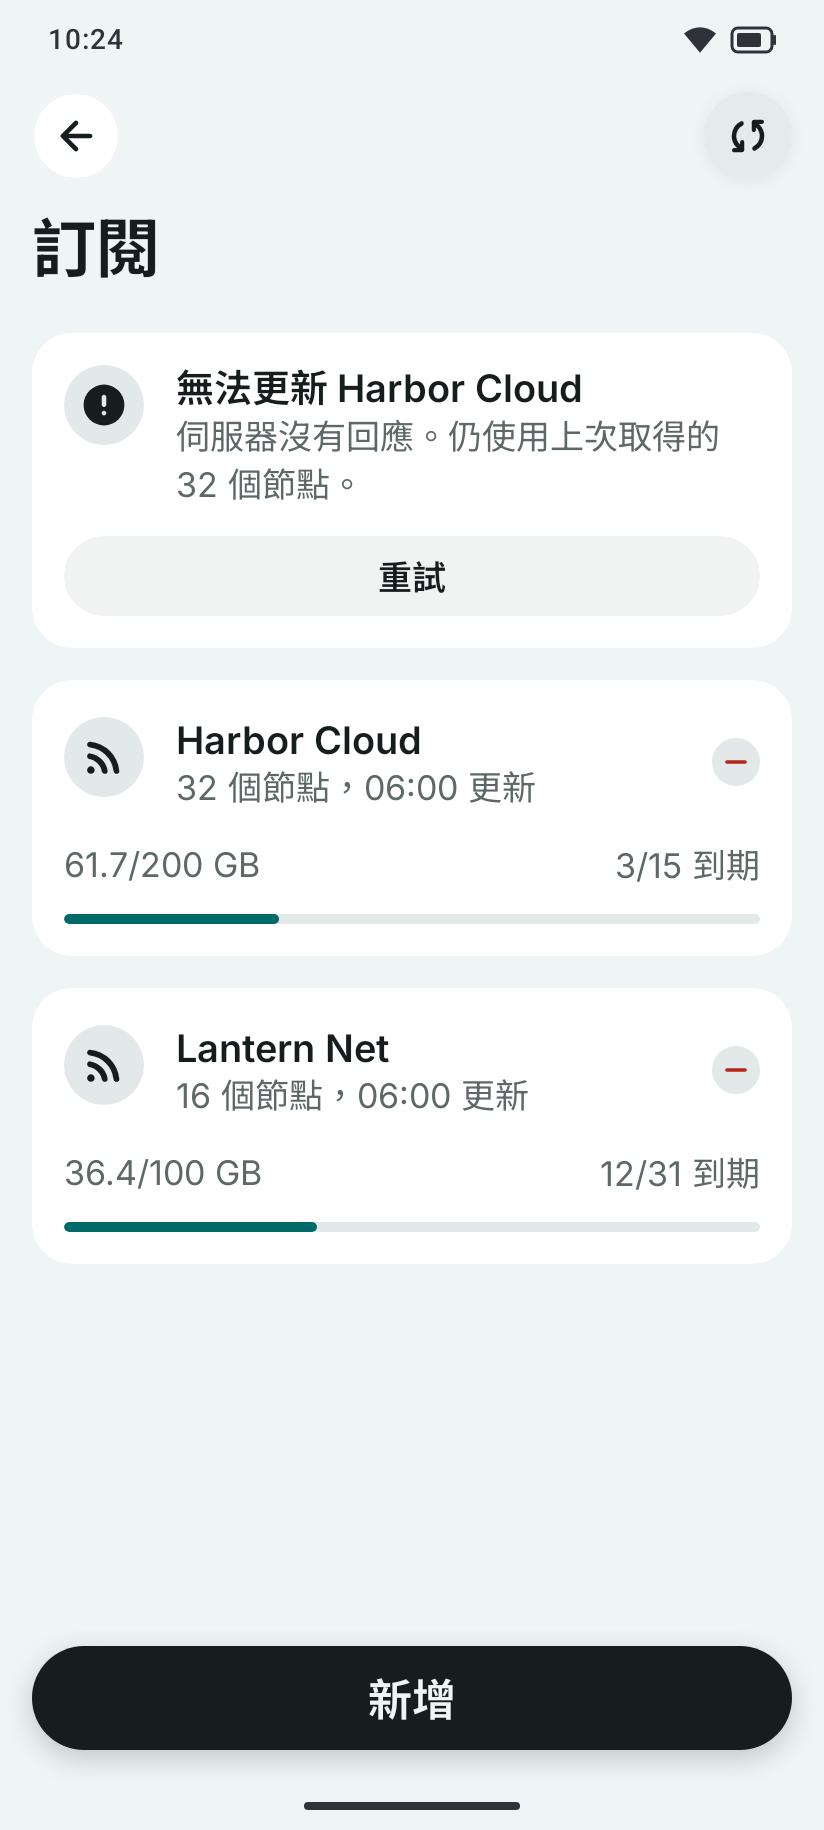 10:24
訂閱
無法更新 Harbor Cloud
伺服器沒有回應。仍使用上次取得的
32 個節點。
重試
Harbor Cloud
32 個節點，06:00 更新
61.7/200 GB
3/15 到期
Lantern Net
16 個節點，06:00 更新
36.4/100 GB
12/31 到期
新增